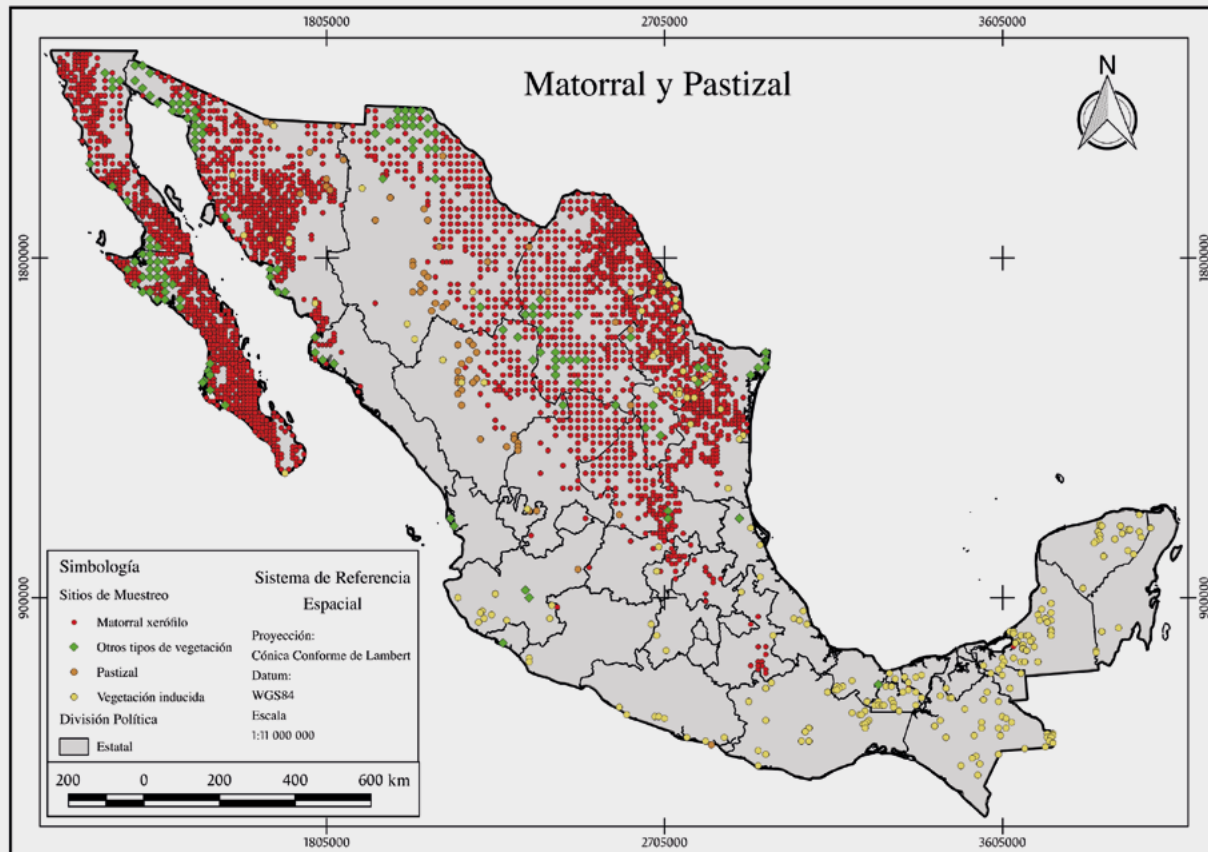 1805000
2705000
3605000
Matorral y Pastizal
N
1800000
1800000
900000
900000
Simbología
Sitios de Muestreo
Matorral xerófilo
Otros tipos de vegetación
Pastizal
Vegetación inducida
División Política
Estatal
Sistema de Referencia
Espacial
Proyección:
Cónica Conforme de Lambert
Datum:
WGS84
Escala
1:11 000 000
200 0 200 400 600 km
1805000
2705000
3605000